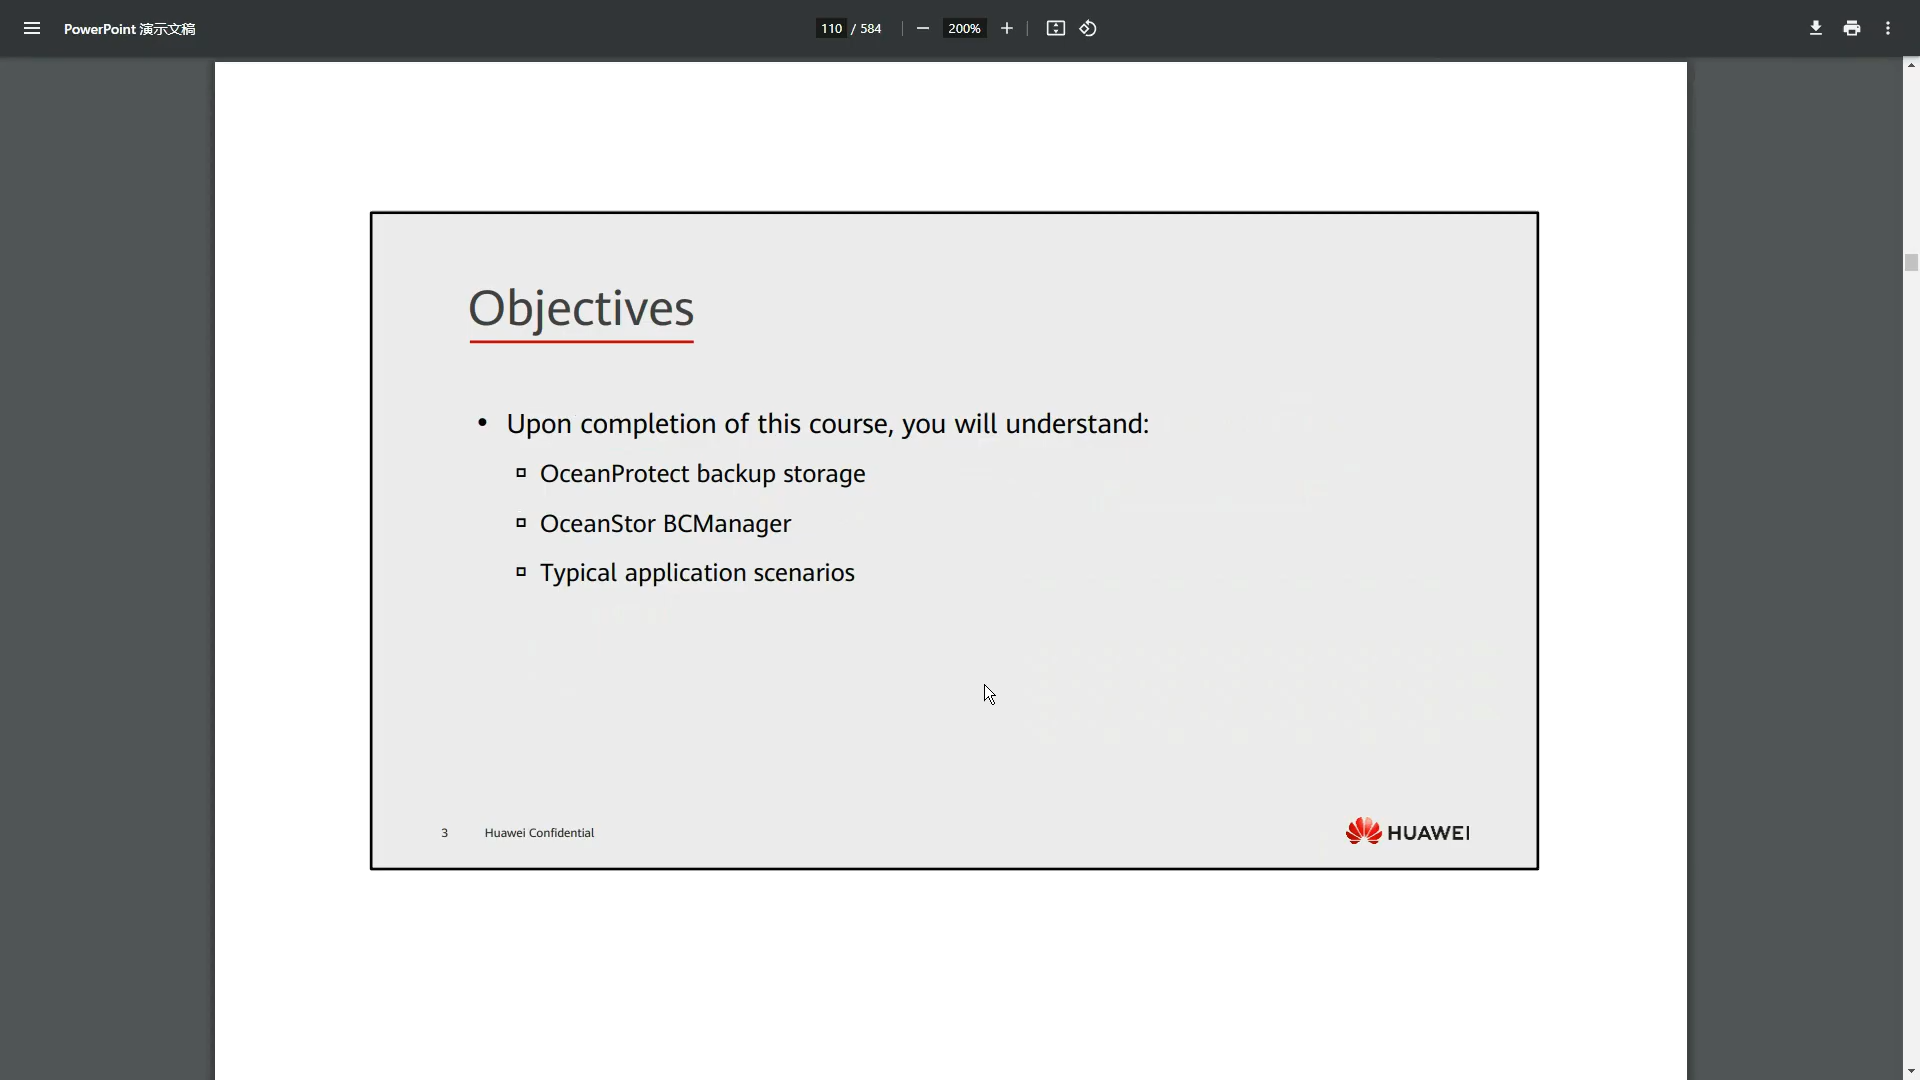 PowerPoint 演示文稿
110 / 584
200%
Objectives
• Upon completion of this course, you will understand:
OceanProtect backup storage
OceanStor BCManager
Typical application scenarios
3 Huawei Confidential
HUAWEI